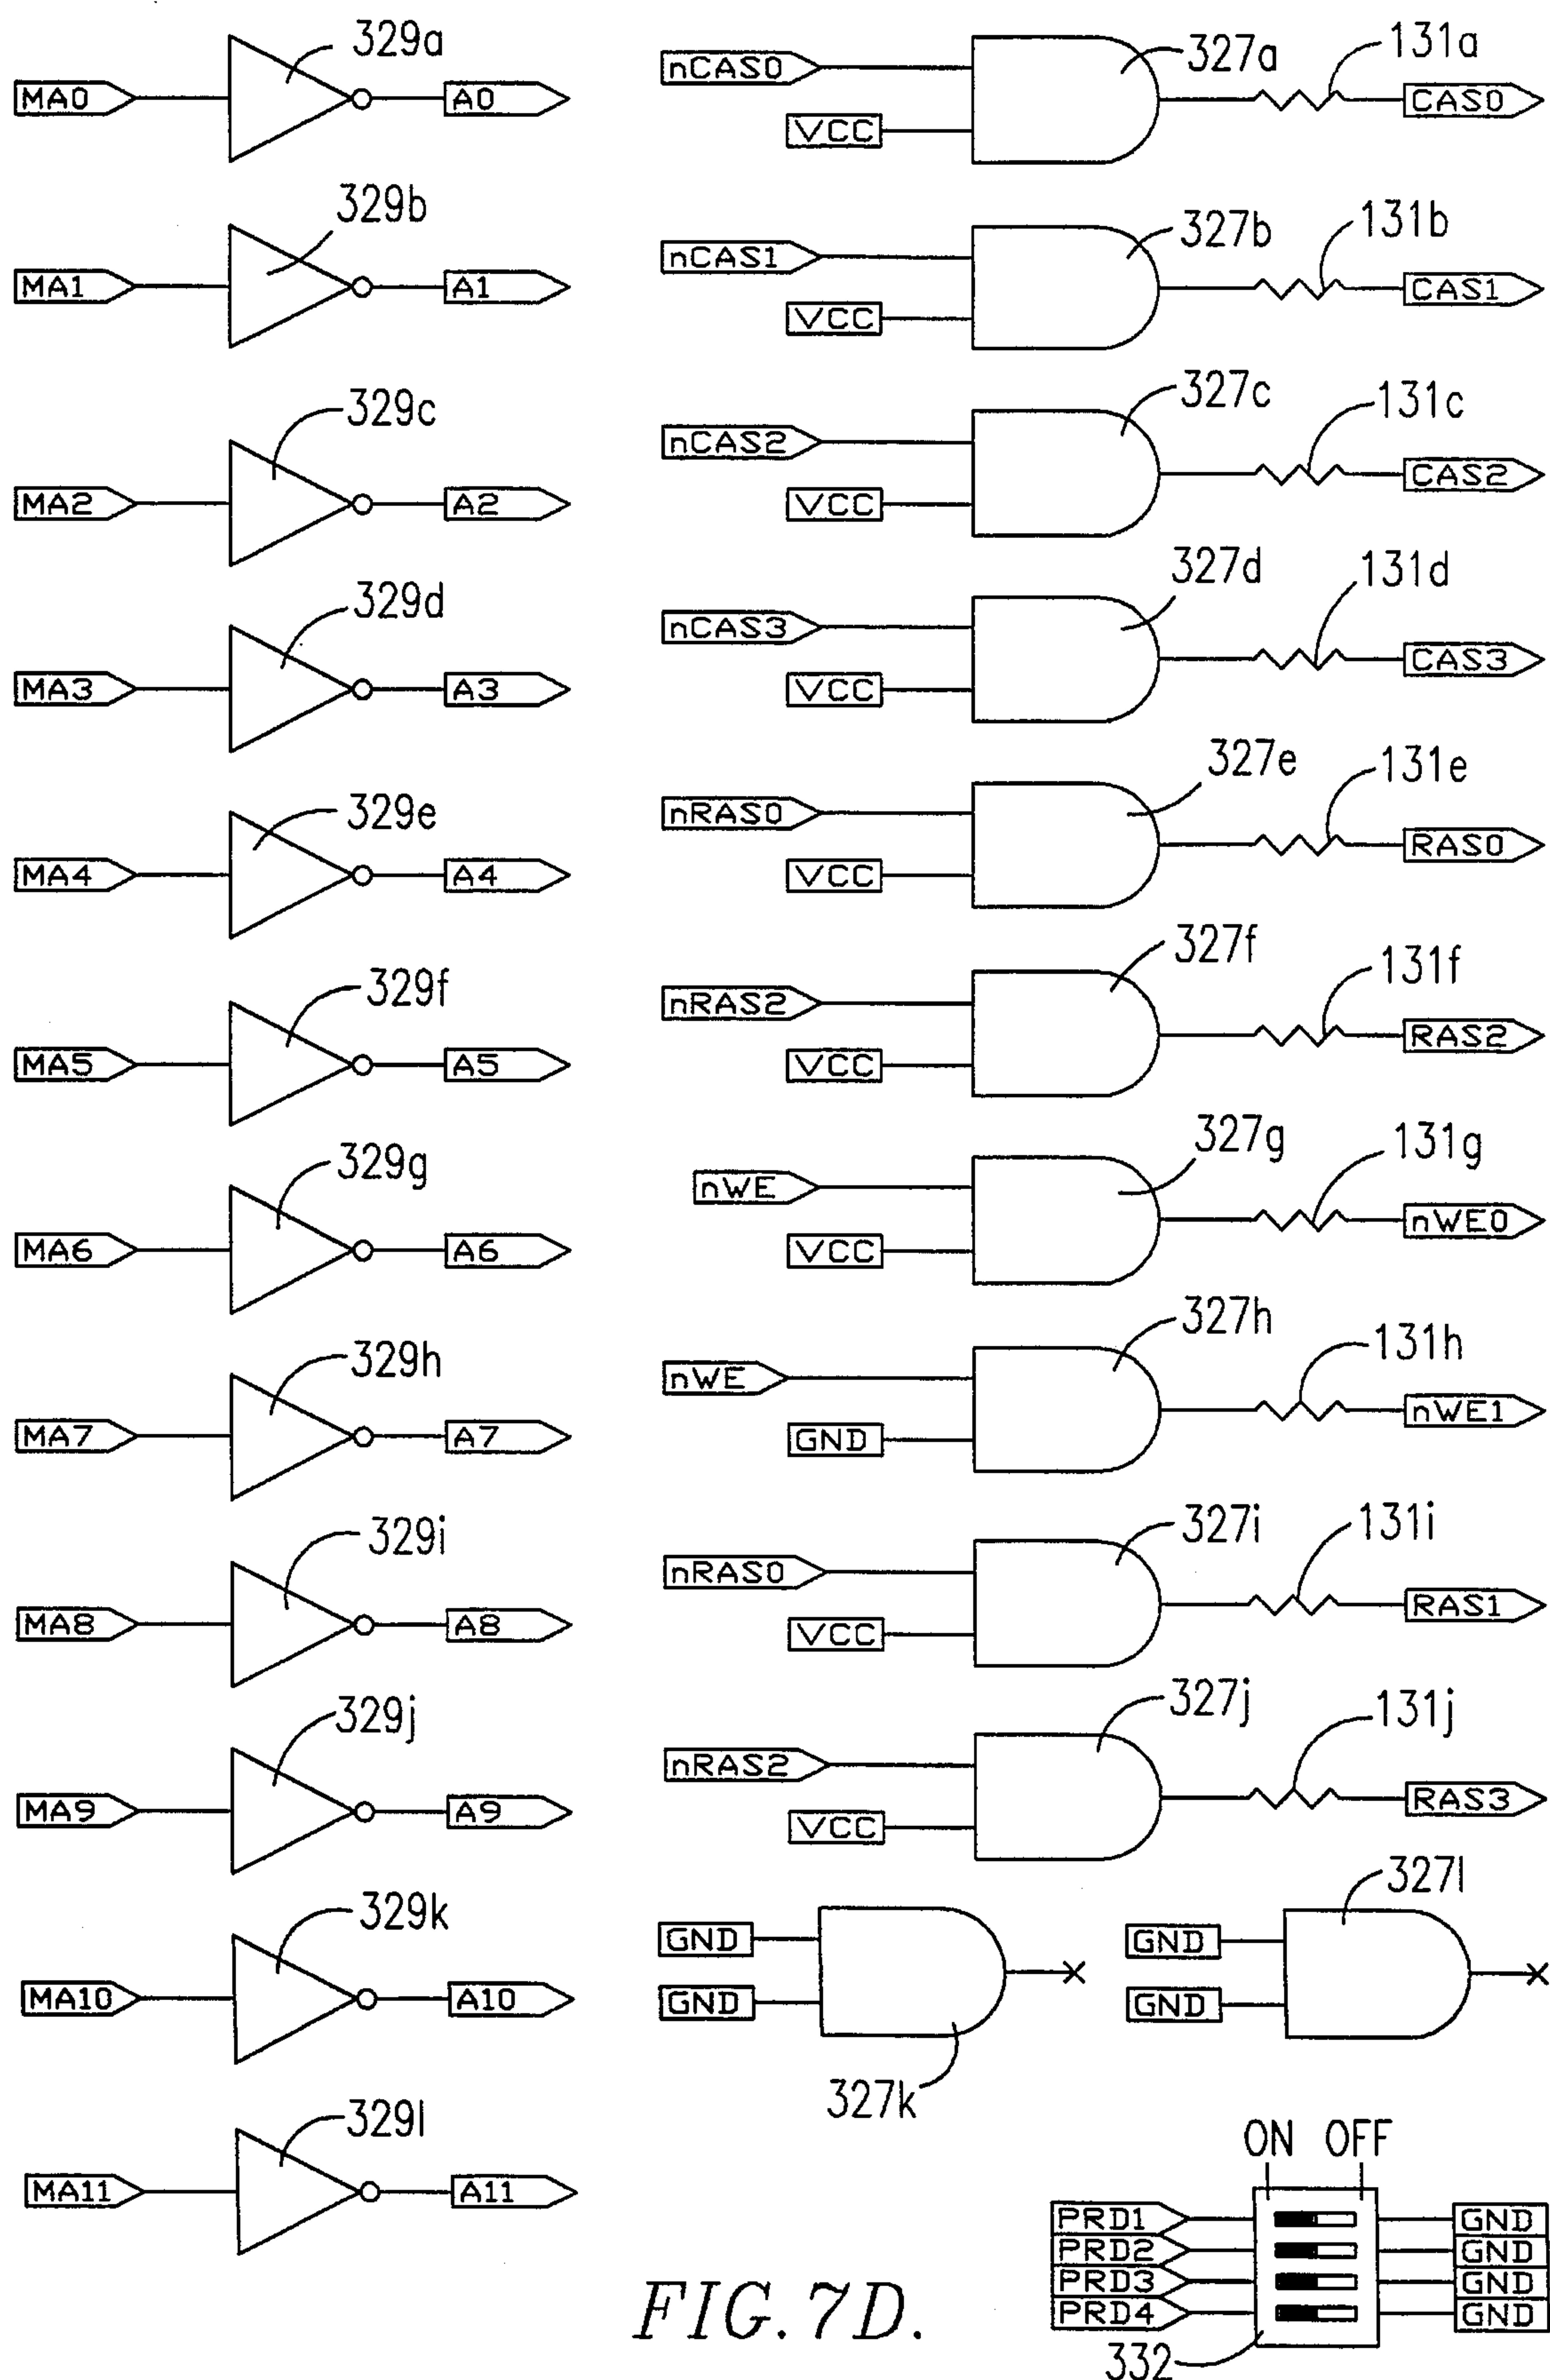 329a
MA0
A0
329b
MA1
A1
329c
MA2
A2
329d
MA3
A3
329e
MA4
A4
329f
MA5
A5
329g
MA6
A6
329h
MA7
A7
329i
MA8
A8
329j
MA9
A9
329k
MA10
A10
329l
MA11
A11
nCAS0
VCC
327a
131a
CAS0
nCAS1
VCC
327b
131b
CAS1
nCAS2
VCC
327c
131c
CAS2
nCAS3
VCC
327d
131d
CAS3
nRAS0
VCC
327e
131e
RAS0
nRAS2
VCC
327f
131f
RAS2
nWE
VCC
327g
131g
nWE0
nWE
GND
327h
131h
nWE1
nRAS0
VCC
327i
131i
RAS1
nRAS2
VCC
327j
131j
RAS3
GND
GND
327k
GND
GND
327l
ON OFF
PRD1 GND
PRD2 GND
PRD3 GND
PRD4 GND
332
FIG. 7D.